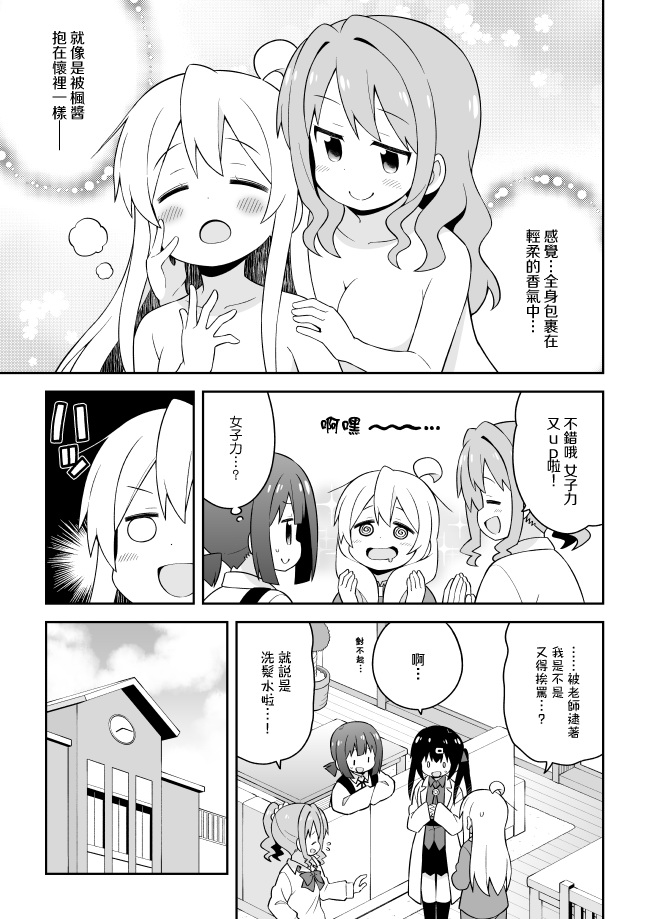 感覺…全身包裹在
輕柔的香氣中…
就像是被楓醬
抱在懷裡一樣—
不錯哦 女子力
又up啦！
啊嘿～～…
女子力…？
バッ
……被老師逮著
我是不是
又得挨罵…？
啊…
對不起…
就說是
洗髮水啦…！